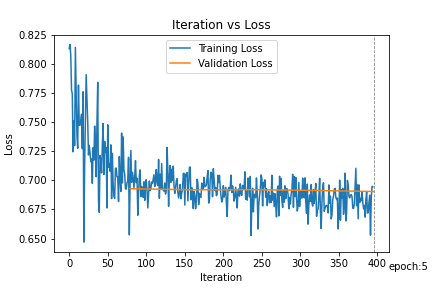 Iteration vs Loss
Training Loss
Validation Loss
0.825
0.800
0.775
0.750
0.725
0.700
0.675
0.650
Loss
0 50 100 150 200 250 300 350 400
epoch:5
Iteration